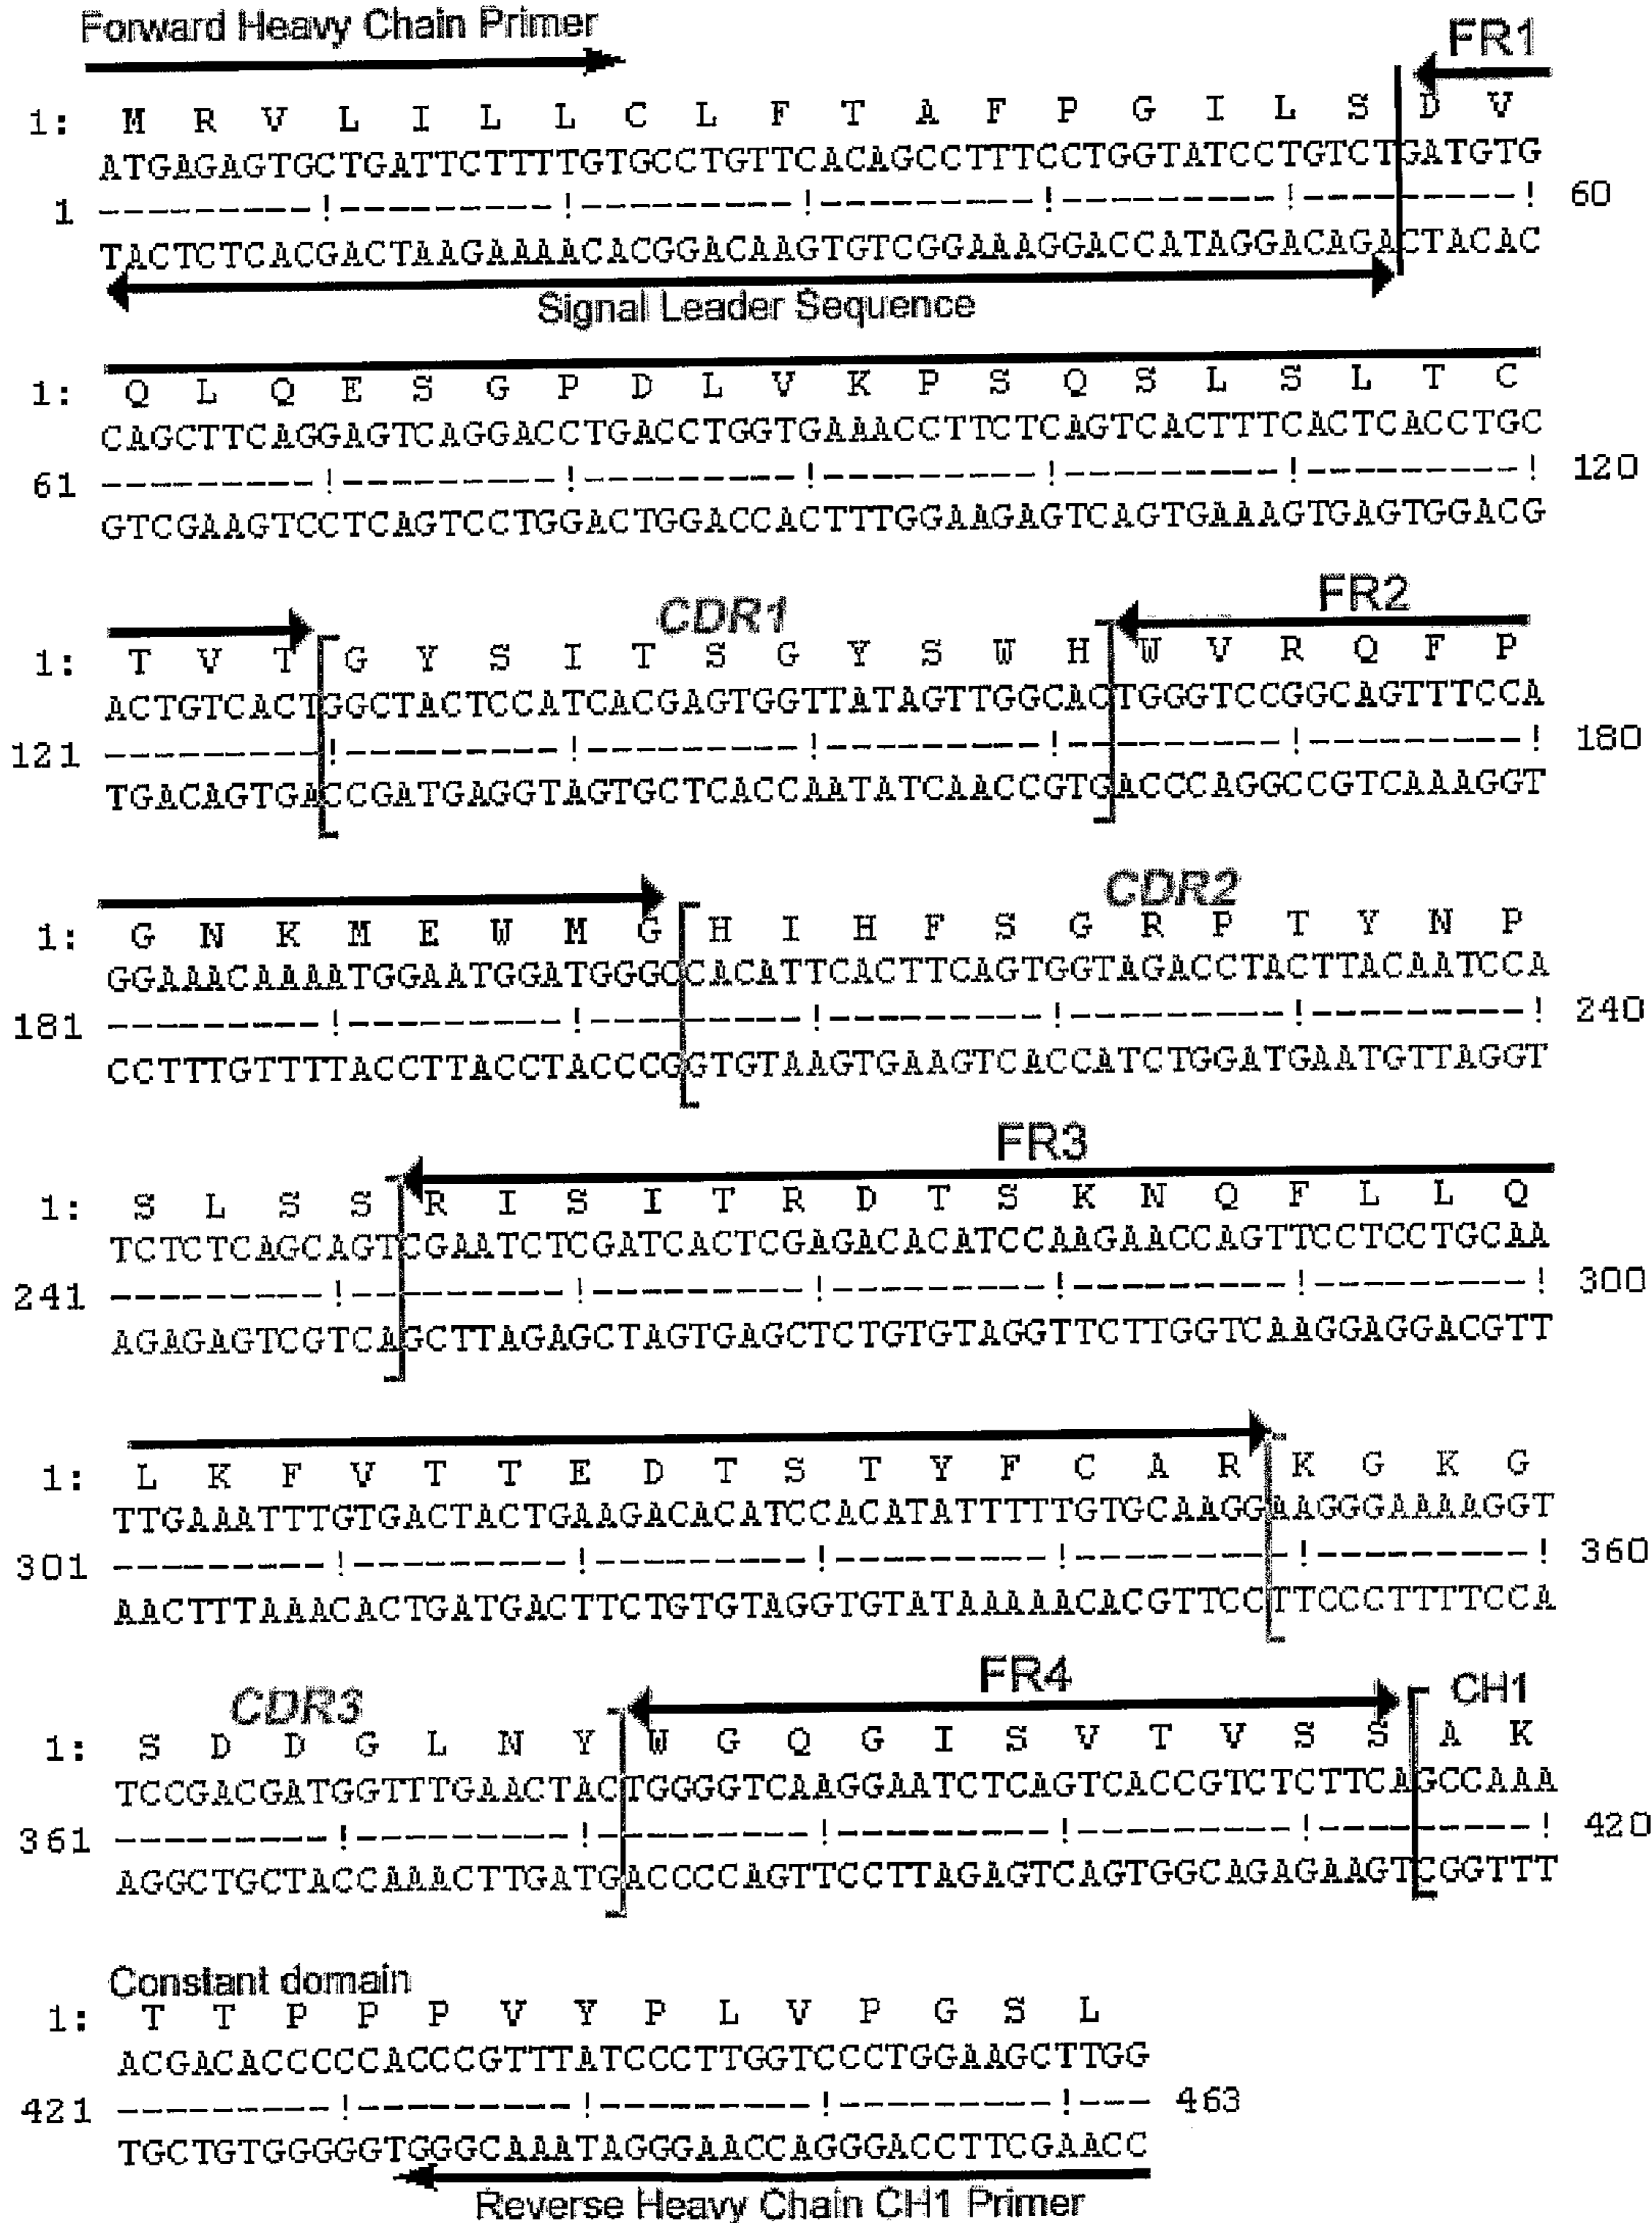 Forward Heavy Chain Primer
FR1
1: M R V L I L L C L F T A F P G I L S D V
ATGAGAGTGCTGATTCTTTTGTGCCTGTTCACAGCCTTTCCTGGTATCCTGTCTGATGTG
1 ---------!---------!---------!---------!---------!---------! 60
TACTCTCACGACTAAGAAAACACGGACAAGTGTCGGAAAGGACCATAGGACAGACTACAC
Signal Leader Sequence
1: Q L Q E S G P D L V K P S Q S L S L T C
CAGCTTCAGGAGTCAGGACCTGACCTGGTGAAACCTTCTCAGTCACTTTCACTCACCTGC
61 ---------!---------!---------!---------!---------!---------! 120
GTCGAAGTCCTCAGTCCTGGACTGGACCACTTTGGAAGAGTCAGTGAAAGTGAGTGGACG
CDR1 FR2
1: T V T G Y S I T S G Y S W H W V R Q F P
ACTGTCACTGGCTACTCCATCACGAGTGGTTATAGTTGGCACTGGGTCCGGCAGTTTCCA
121 ---------!---------!---------!---------!---------!---------! 180
TGACAGTGACCGATGAGGTAGTGCTCACCAATATCAACCGTGACCCAGGCCGTCAAAGGT
CDR2
1: G N K M E W M G H I H F S G R P T Y N P
GGAAACAAAATGGAATGGATGGGCCACATTCACTTCAGTGGTAGACCTACTTACAATCCA
181 ---------!---------!---------!---------!---------!---------! 240
CCTTTGTTTTACCTTACCTACCCGGTGTAAGTGAAGTCACCATCTGGATGAATGTTAGGT
FR3
1: S L S S R I S I T R D T S K N Q F L L Q
TCTCTCAGCAGTCGAATCTCGATCACTCGAGACACATCCAAGAACCAGTTCCTCCTGCAA
241 ---------!---------!---------!---------!---------!---------! 300
AGAGAGTCGTCAGCTTAGAGCTAGTGAGCTCTGTGTAGGTTCTTGGTCAAGGAGGACGTT
1: L K F V T T E D T S T Y F C A R K G K G
TTGAAATTTGTGACTACTGAAGACACATCCACATATTTTTGTGCAAGGAAGGGAAAAGGT
301 ---------!---------!---------!---------!---------!---------! 360
AACTTTAAACACTGATGACTTCTGTGTAGGTGTATAAAAACACGTTCCTTCCCTTTTCCA
CDR3 FR4 CH1
1: S D D G L N Y W G Q G I S V T V S S A K
TCCGACGATGGTTTGAACTACTGGGGTCAAGGAATCTCAGTCACCGTCTCTTCAGCCAAA
361 ---------!---------!---------!---------!---------!---------! 420
AGGCTGCTACCAAACTTGATGACCCCAGTTCCTTAGAGTCAGTGGCAGAGAAGTCGGTTT
Constant domain
1: T T P P P V Y P L V P G S L
ACGACACCCCCACCCGTTTATCCCTTGGTCCCTGGAAGCTTGG
421 ---------!---------!---------!---------!--- 463
TGCTGTGGGGGTGGGCAAATAGGGAACCAGGGACCTTCGAACC
Reverse Heavy Chain CH1 Primer